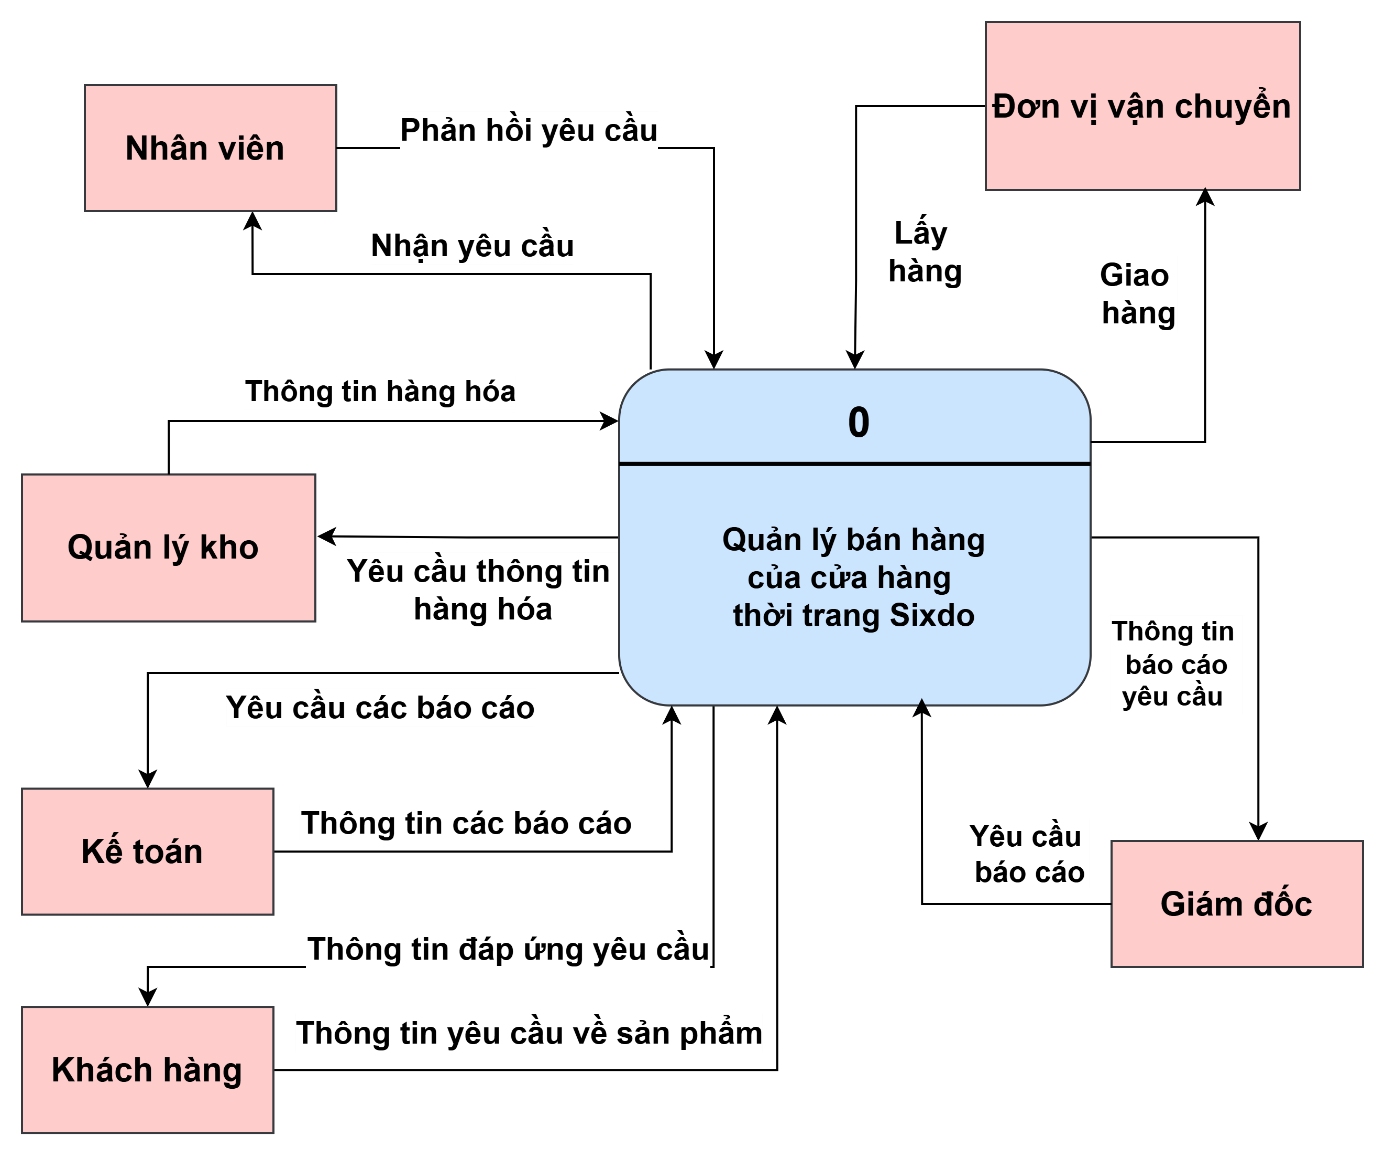 Đơn vị vận chuyển
Nhân viên
Phản hồi yêu cầu
Nhận yêu cầu
Lấy
hàng
Giao
hàng
Thông tin hàng hóa
0
Quản lý kho
Yêu cầu thông tin
hàng hóa
Quản lý bán hàng
của cửa hàng
thời trang Sixdo
Thông tin
báo cáo
yêu cầu
Yêu cầu các báo cáo
Thông tin các báo cáo
Kế toán
Yêu cầu
báo cáo
Giám đốc
Thông tin đáp ứng yêu cầu
Thông tin yêu cầu về sản phẩm
Khách hàng